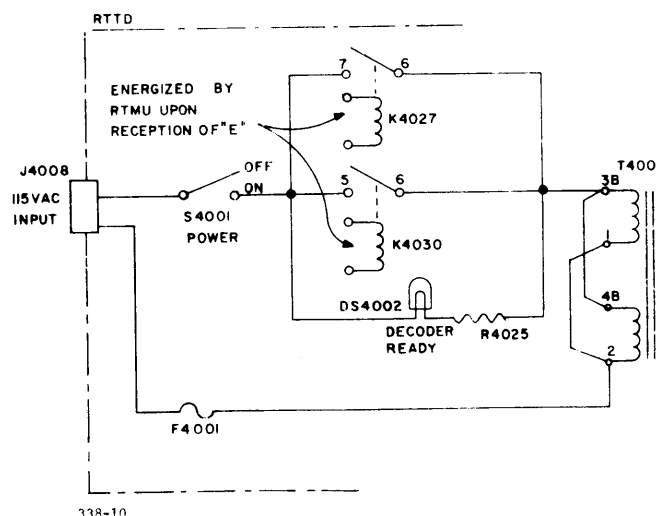 RTTD
7
6
ENERGIZED BY
RTMU UPON
RECEPTION OF "E"
K4027
J4008
115VAC
INPUT
OFF
ON
S4001
POWER
5
6
K4030
T400
3B
1
4B
2
DS4002
DECODER
READY
R4025
F4001
338-10